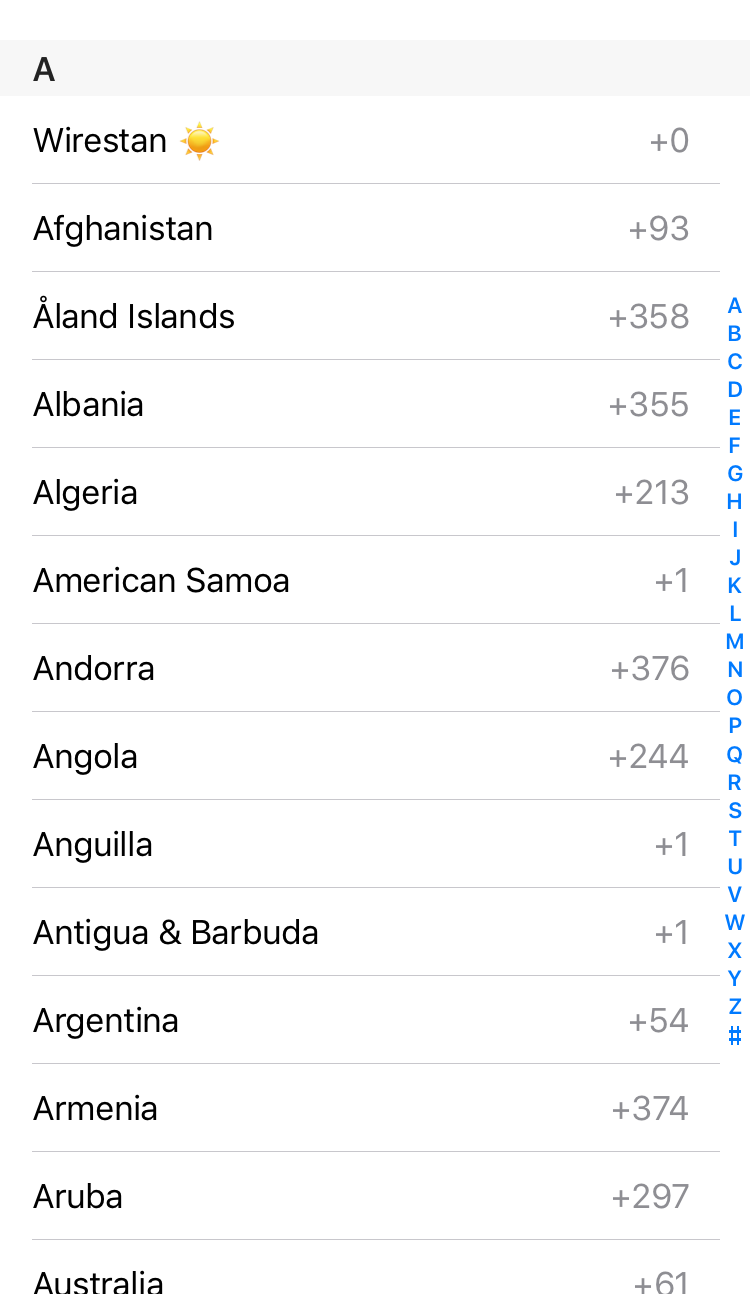 A
Wirestan ☀️ +0
Afghanistan +93
Åland Islands +358
Albania +355
Algeria +213
American Samoa +1
Andorra +376
Angola +244
Anguilla +1
Antigua & Barbuda +1
Argentina +54
Armenia +374
Aruba +297
Australia +61
A
B
C
D
E
F
G
H
I
J
K
L
M
N
O
P
Q
R
S
T
U
V
W
X
Y
Z
#